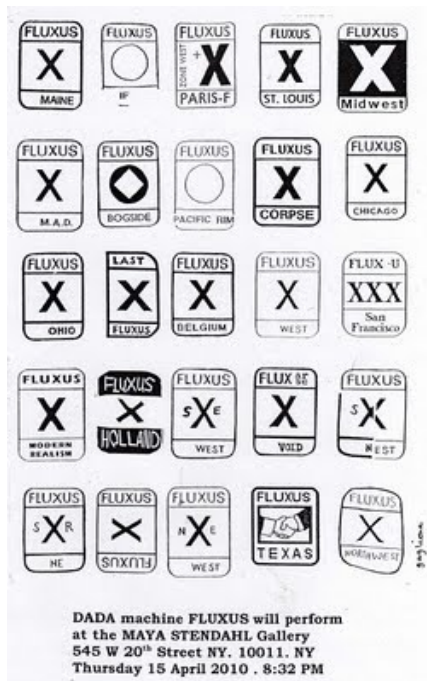 FLUXUS
X
MAINE
FLUXUS
IF
FLUXUS
ZONE WEST
+X
PARIS-F
FLUXUS
X
ST. LOUIS
FLUXUS
X
Midwest
FLUXUS
X
M.A.D.
FLUXUS
BOGSIDE
FLUXUS
PACIFIC RIM
FLUXUS
X
CORPSE
FLUXUS
X
CHICAGO
FLUXUS
X
OHIO
LAST
X
FLUXUS
FLUXUS
X
BELGIUM
FLUXUS
X
WEST
FLUX -U
XXX
San
Francisco
FLUXUS
X
MODERN
REALISM
FLUXUS
X
HOLLAND
FLUXUS
S X E
WEST
FLUX
X
VOLD
FLUXUS
S X
WEST
FLUXUS
S X R
NE
FLUXUS
X
FLUXUS
N X E
WEST
FLUXUS
TEXAS
FLUXUS
X
NORTHWEST
gaglione
DADA machine FLUXUS will perform
at the MAYA STENDAHL Gallery
545 W 20th Street NY. 10011. NY
Thursday 15 April 2010 . 8:32 PM